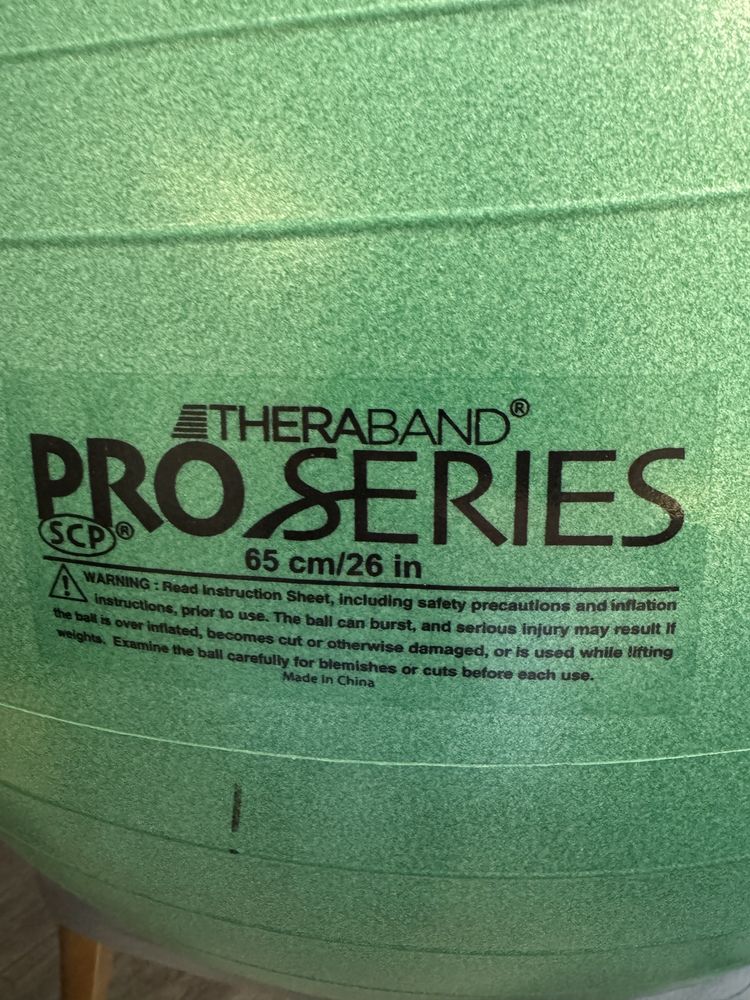 THERABAND®
PRO SERIES
SCP®
65 cm/26 in
WARNING : Read Instruction Sheet, including safety precautions and inflation
instructions, prior to use. The ball can burst, and serious injury may result if
the ball is over inflated, becomes cut or otherwise damaged, or is used while lifting
weights. Examine the ball carefully for blemishes or cuts before each use.
Made in China